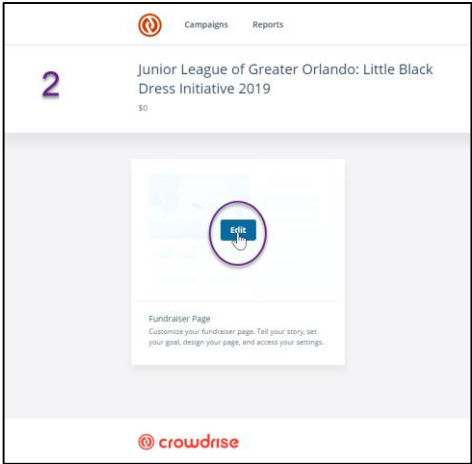 Campaigns Reports
2
Junior League of Greater Orlando: Little Black
Dress Initiative 2019
$0
Edit
Fundraiser Page
Customize your fundraiser page. Tell your story, set
your goal, design your page, and access your settings.
crowdrise